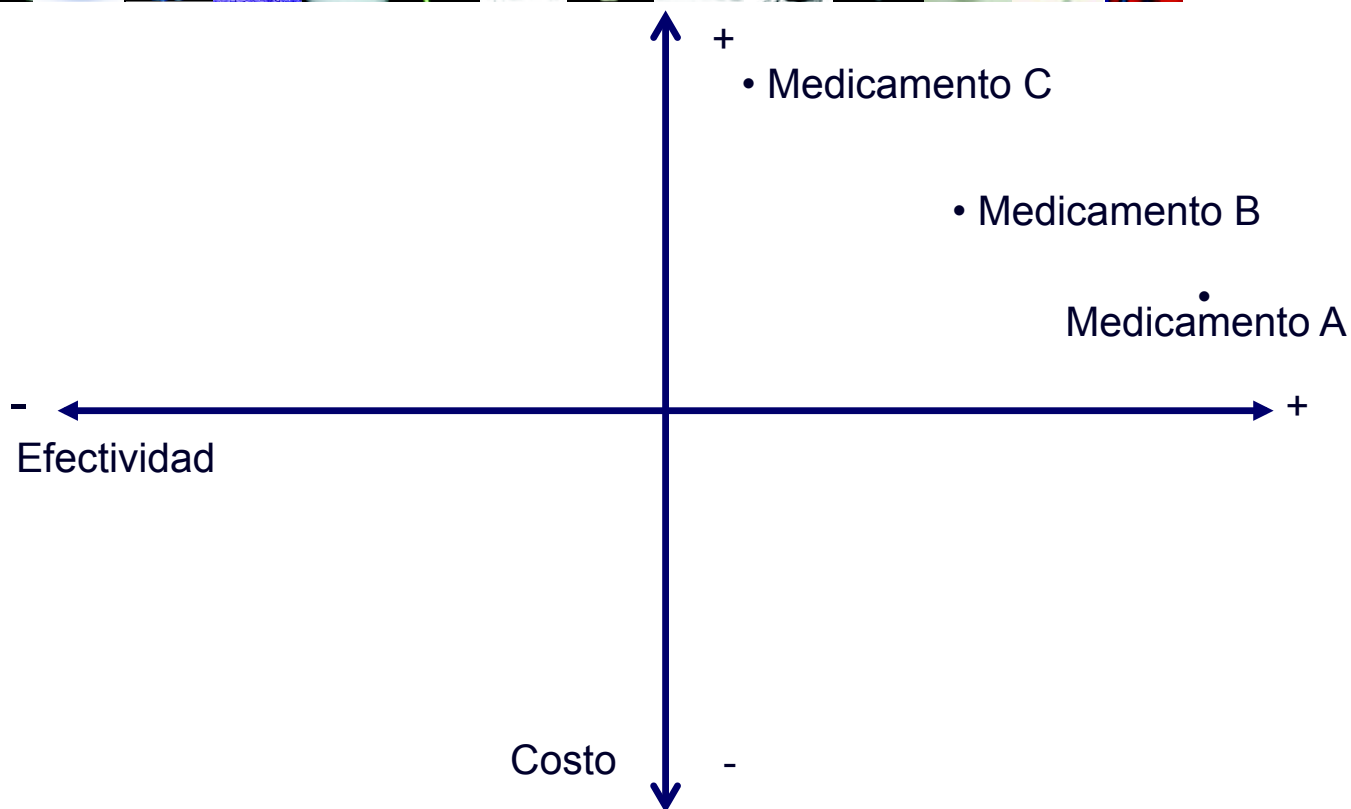 +
• Medicamento C
• Medicamento B
•
Medicamento A
- +
Efectividad
Costo -